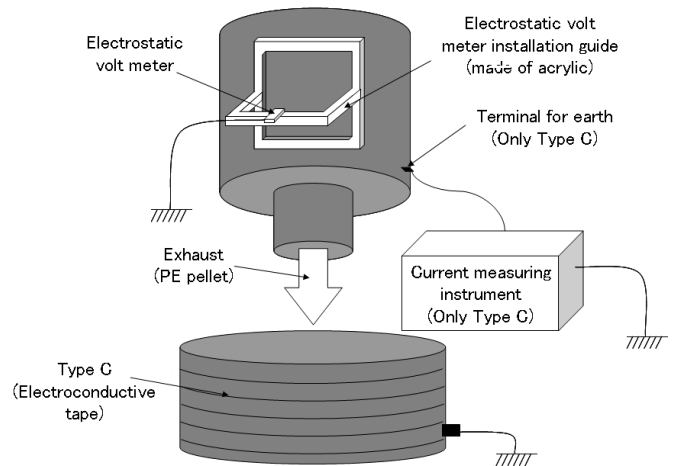 Electrostatic
volt meter
Electrostatic volt
meter installation guide
(made of acrylic)
Terminal for earth
(Only Type C)
Exhaust
(PE pellet)
Current measuring
instrument
(Only Type C)
Type C
(Electroconductive
tape)